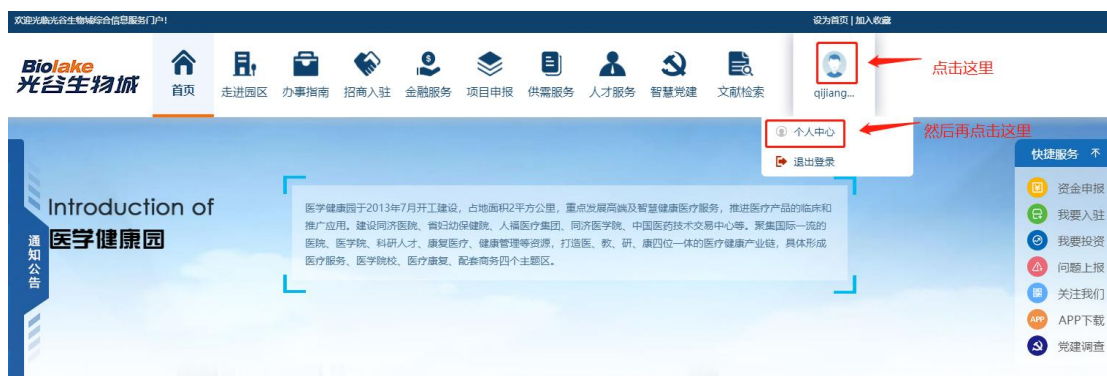 欢迎光临光谷生物城综合信息服务门户!
设为首页 | 加入收藏
Biolake
光谷生物城
首页
走进园区
办事指南
招商入驻
金融服务
项目申报
供需服务
人才服务
智慧党建
文献检索
qijiang...
点击这里
个人中心
然后再点击这里
退出登录
快捷服务
资金申报
我要入驻
我要投资
问题上报
关注我们
APP
APP下载
党建调查
通知公告
Introduction of
医学健康园
医学健康园于2013年7月开工建设，占地面积2平方公里，重点发展高端及智慧健康医疗服务，推进医疗产品的临床和
推广应用。建设同济医院、省妇幼保健院、人福医疗集团、同济医学院、中国医药技术交易中心等。聚集国际一流的
医院、医学院、科研人才、康复医疗、健康管理等资源，打造医、教、研、康四位一体的医疗健康产业链，具体形成
医疗服务、医学院校、医疗康复、配套商务四个主题区。